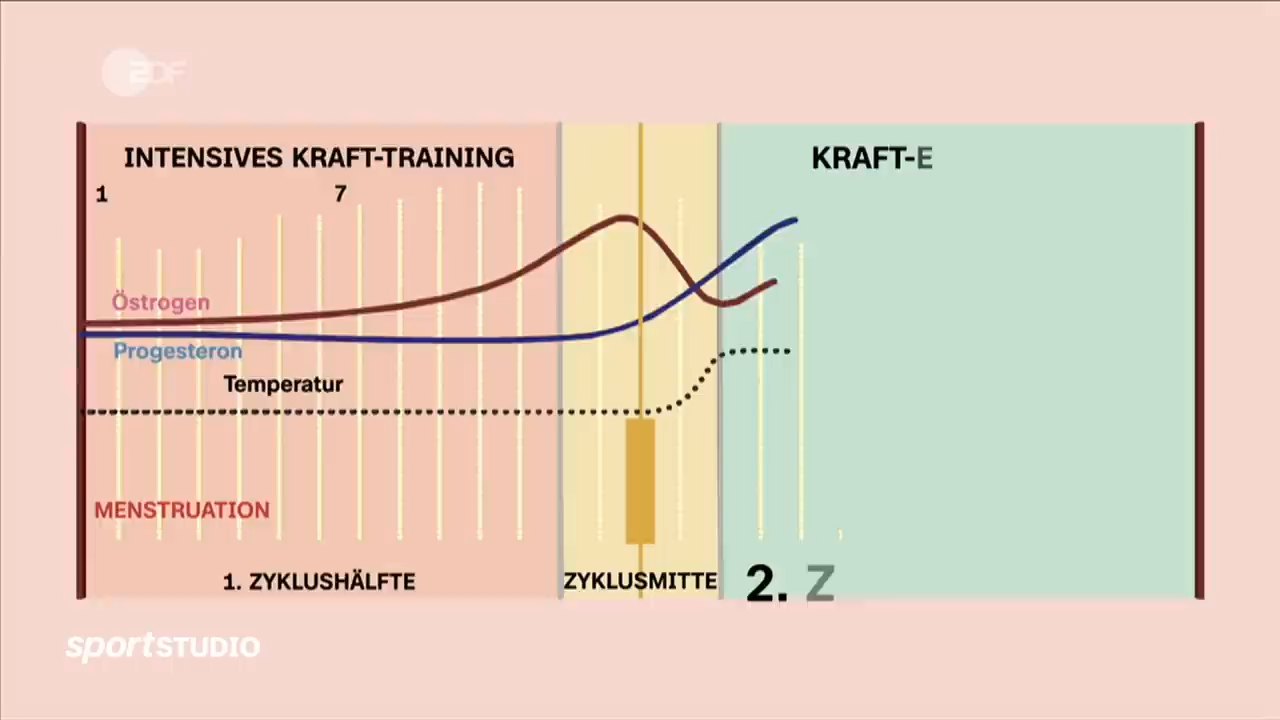 ZDF
INTENSIVES KRAFT-TRAINING
KRAFT-E
1
7
Östrogen
Progesteron
Temperatur
MENSTRUATION
1. ZYKLUSHÄLFTE
ZYKLUSMITTE
2. Z
sportSTUDIO